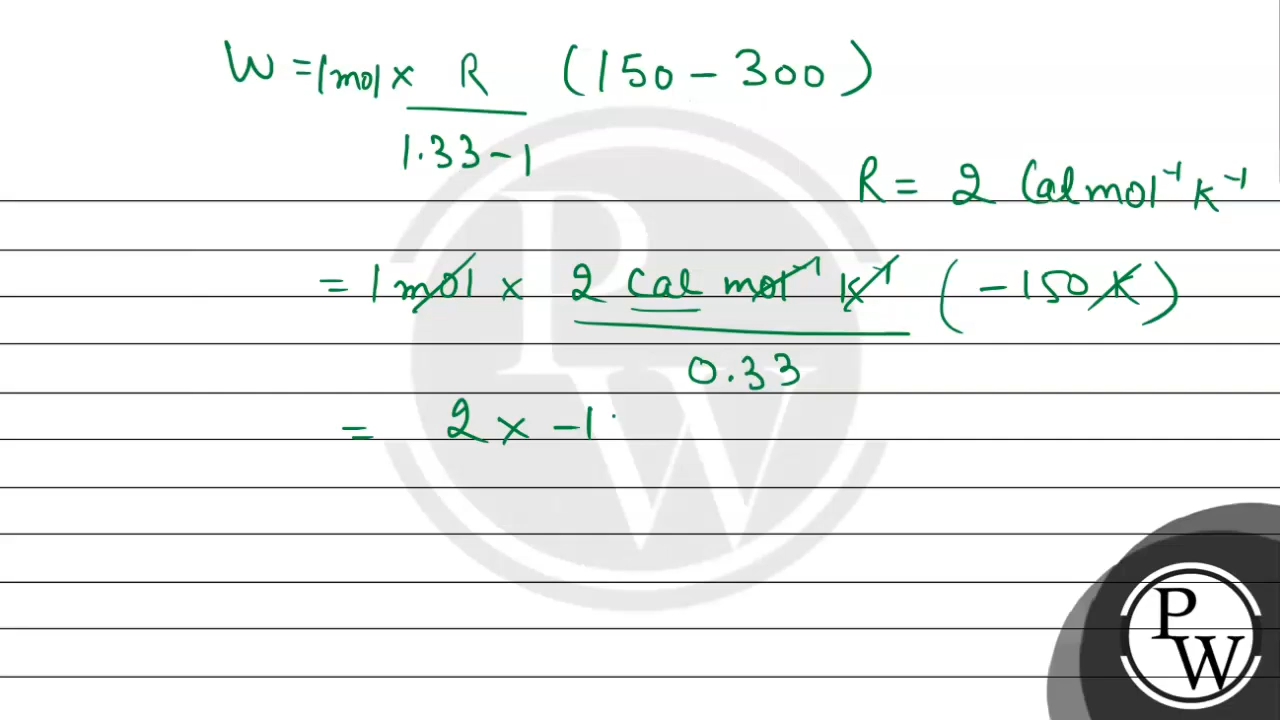 W = 1mol × R (150 - 300)
1.33 - 1
R = 2 Cal mol⁻¹ K⁻¹
= 1 mol × 2 Cal mol⁻¹ K⁻¹ (-150 K)
0.33
= 2 × -1
P
W
P
W